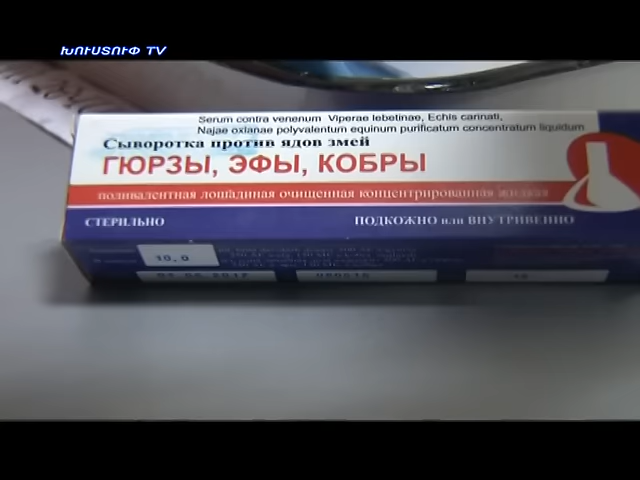 ԽՈՒՍՏՈՒՓ TV
Serum contra venenum Viperae lebetinae, Echis carinati,
Najae oxianae polyvalentum equinum purificatum concentratum liquidum
Сыворотка против ядов змей
ГЮРЗЫ, ЭФЫ, КОБРЫ
поливалентная лошадиная очищенная концентрированная жидкая
СТЕРИЛЬНО
ПОДКОЖНО или ВНУТРИВЕННО
10,0